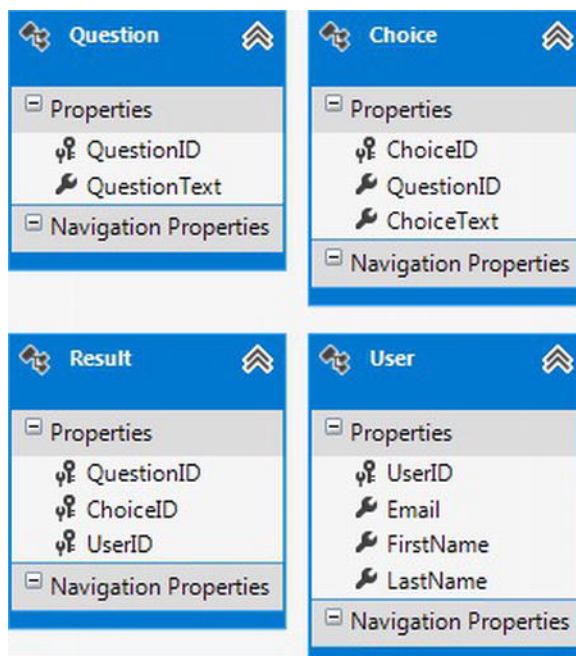 Question
Properties
QuestionID
QuestionText
Navigation Properties
Choice
Properties
ChoiceID
QuestionID
ChoiceText
Navigation Properties
Result
Properties
QuestionID
ChoiceID
UserID
Navigation Properties
User
Properties
UserID
Email
FirstName
LastName
Navigation Properties